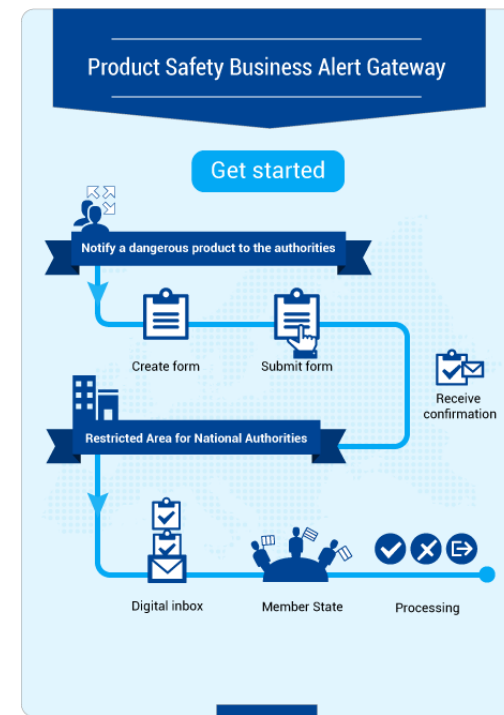 Product Safety Business Alert Gateway
Get started
Notify a dangerous product to the authorities
Create form
Submit form
Receive
confirmation
Restricted Area for National Authorities
Digital inbox
Member State
Processing